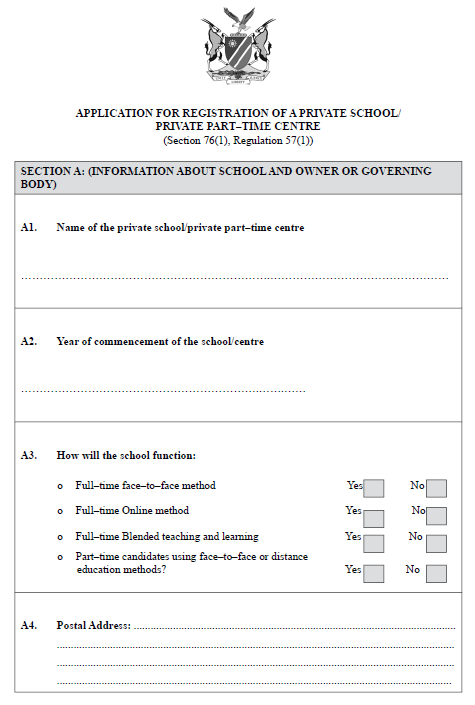 APPLICATION FOR REGISTRATION OF A PRIVATE SCHOOL/
PRIVATE PART–TIME CENTRE
(Section 76(1), Regulation 57(1))
SECTION A: (INFORMATION ABOUT SCHOOL AND OWNER OR GOVERNING
BODY)
A1. Name of the private school/private part–time centre
A2. Year of commencement of the school/centre
A3. How will the school function:
o Full–time face–to–face method Yes No
o Full–time Online method Yes No
o Full–time Blended teaching and learning Yes No
o Part–time candidates using face–to–face or distance
education methods? Yes No
A4. Postal Address: